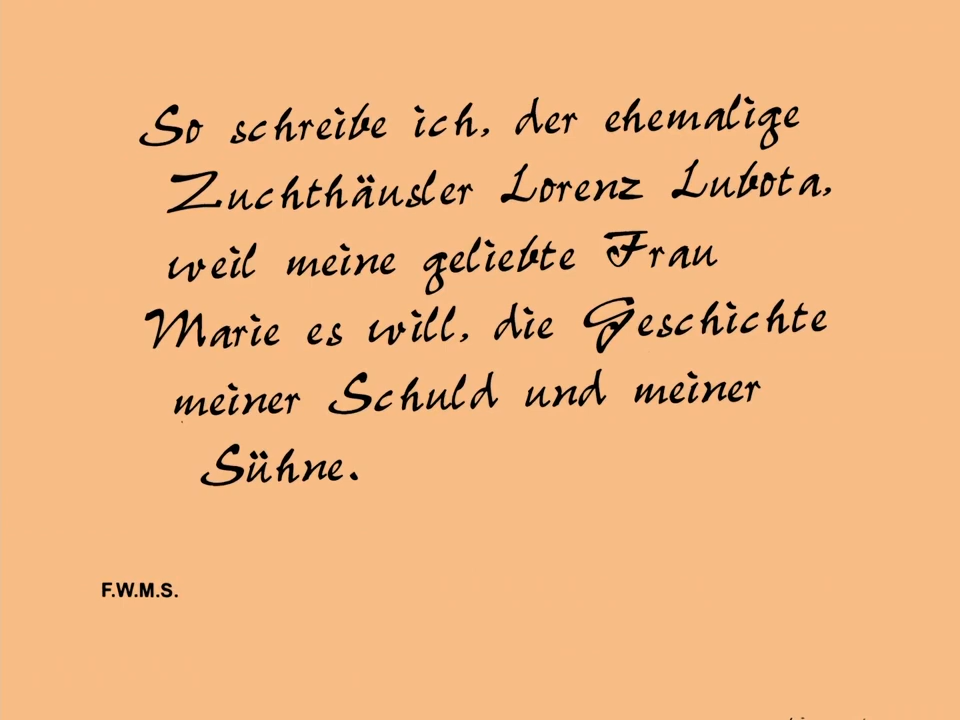 So schreibe ich, der ehemalige
Zuchthäusler Lorenz Lubota,
weil meine geliebte Frau
Marie es will, die Geschichte
meiner Schuld und meiner
Sühne.
F.W.M.S.